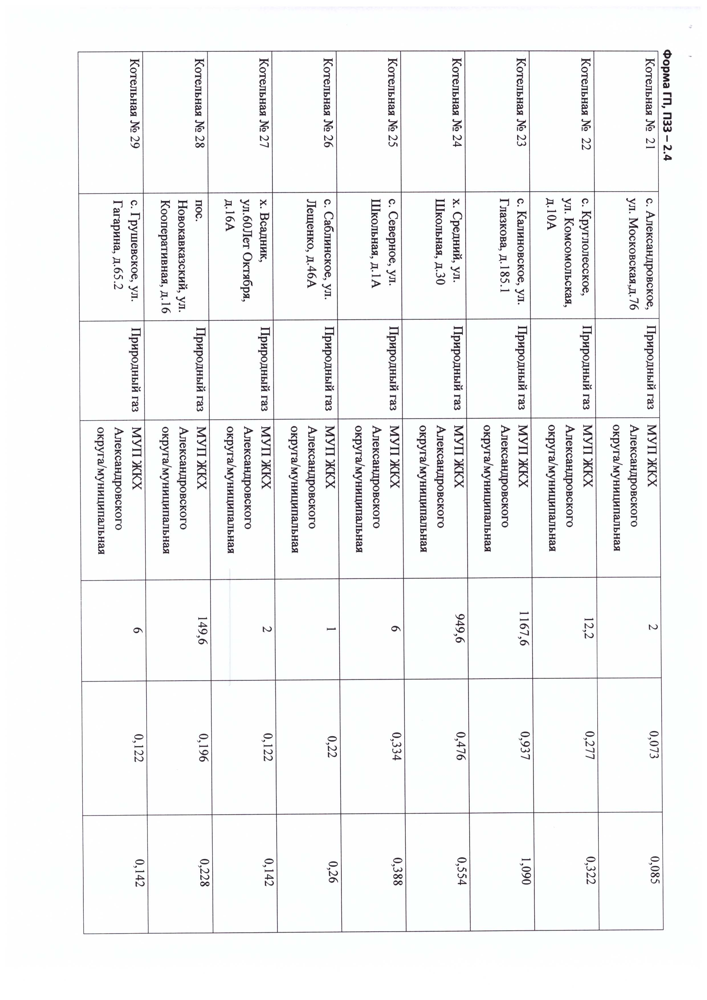 Форма ГП, ПЗЗ – 2.4
Котельная № 21
с. Александровское,
ул. Московская,д.76
Природный газ
МУП ЖКХ
Александровского
округа/муниципальная
2
0,073
0,085
Котельная № 22
с. Круглолесское,
ул. Комсомольская,
д.10А
Природный газ
МУП ЖКХ
Александровского
округа/муниципальная
12,2
0,277
0,322
Котельная № 23
с. Калиновское, ул.
Глазкова, д.185.1
Природный газ
МУП ЖКХ
Александровского
округа/муниципальная
1167,6
0,937
1,090
Котельная № 24
х. Средний, ул.
Школьная, д.30
Природный газ
МУП ЖКХ
Александровского
округа/муниципальная
949,6
0,476
0,554
Котельная № 25
с. Северное, ул.
Школьная, д.1А
Природный газ
МУП ЖКХ
Александровского
округа/муниципальная
6
0,334
0,388
Котельная № 26
с. Саблинское, ул.
Лещенко, д.46А
Природный газ
МУП ЖКХ
Александровского
округа/муниципальная
1
0,22
0,26
Котельная № 27
х. Всадник,
ул.60Лет Октября,
д.16А
Природный газ
МУП ЖКХ
Александровского
округа/муниципальная
2
0,122
0,142
Котельная № 28
пос.
Новокавказский, ул.
Кооперативная, д.16
Природный газ
МУП ЖКХ
Александровского
округа/муниципальная
149,6
0,196
0,228
Котельная № 29
с. Грушевское, ул.
Гагарина, д.65.2
Природный газ
МУП ЖКХ
Александровского
округа/муниципальная
6
0,122
0,142